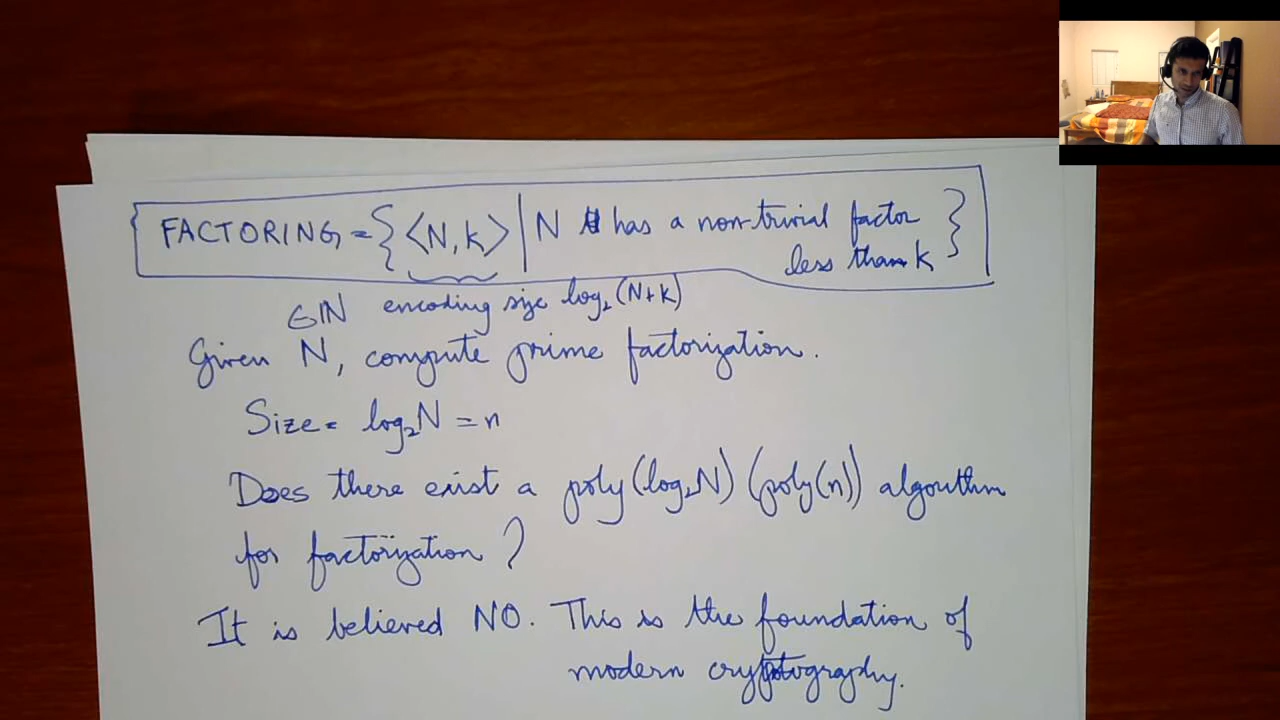 FACTORING = {<N,k> | N has a non-trivial factor
less than k}
GIN encoding size log₂(N+k)
Given N, compute prime factorization.
Size = log₂N = n
Does there exist a poly(log₂N) (poly(n)) algorithm
for factorization?
It is believed NO. This is the foundation of
modern cryptography.